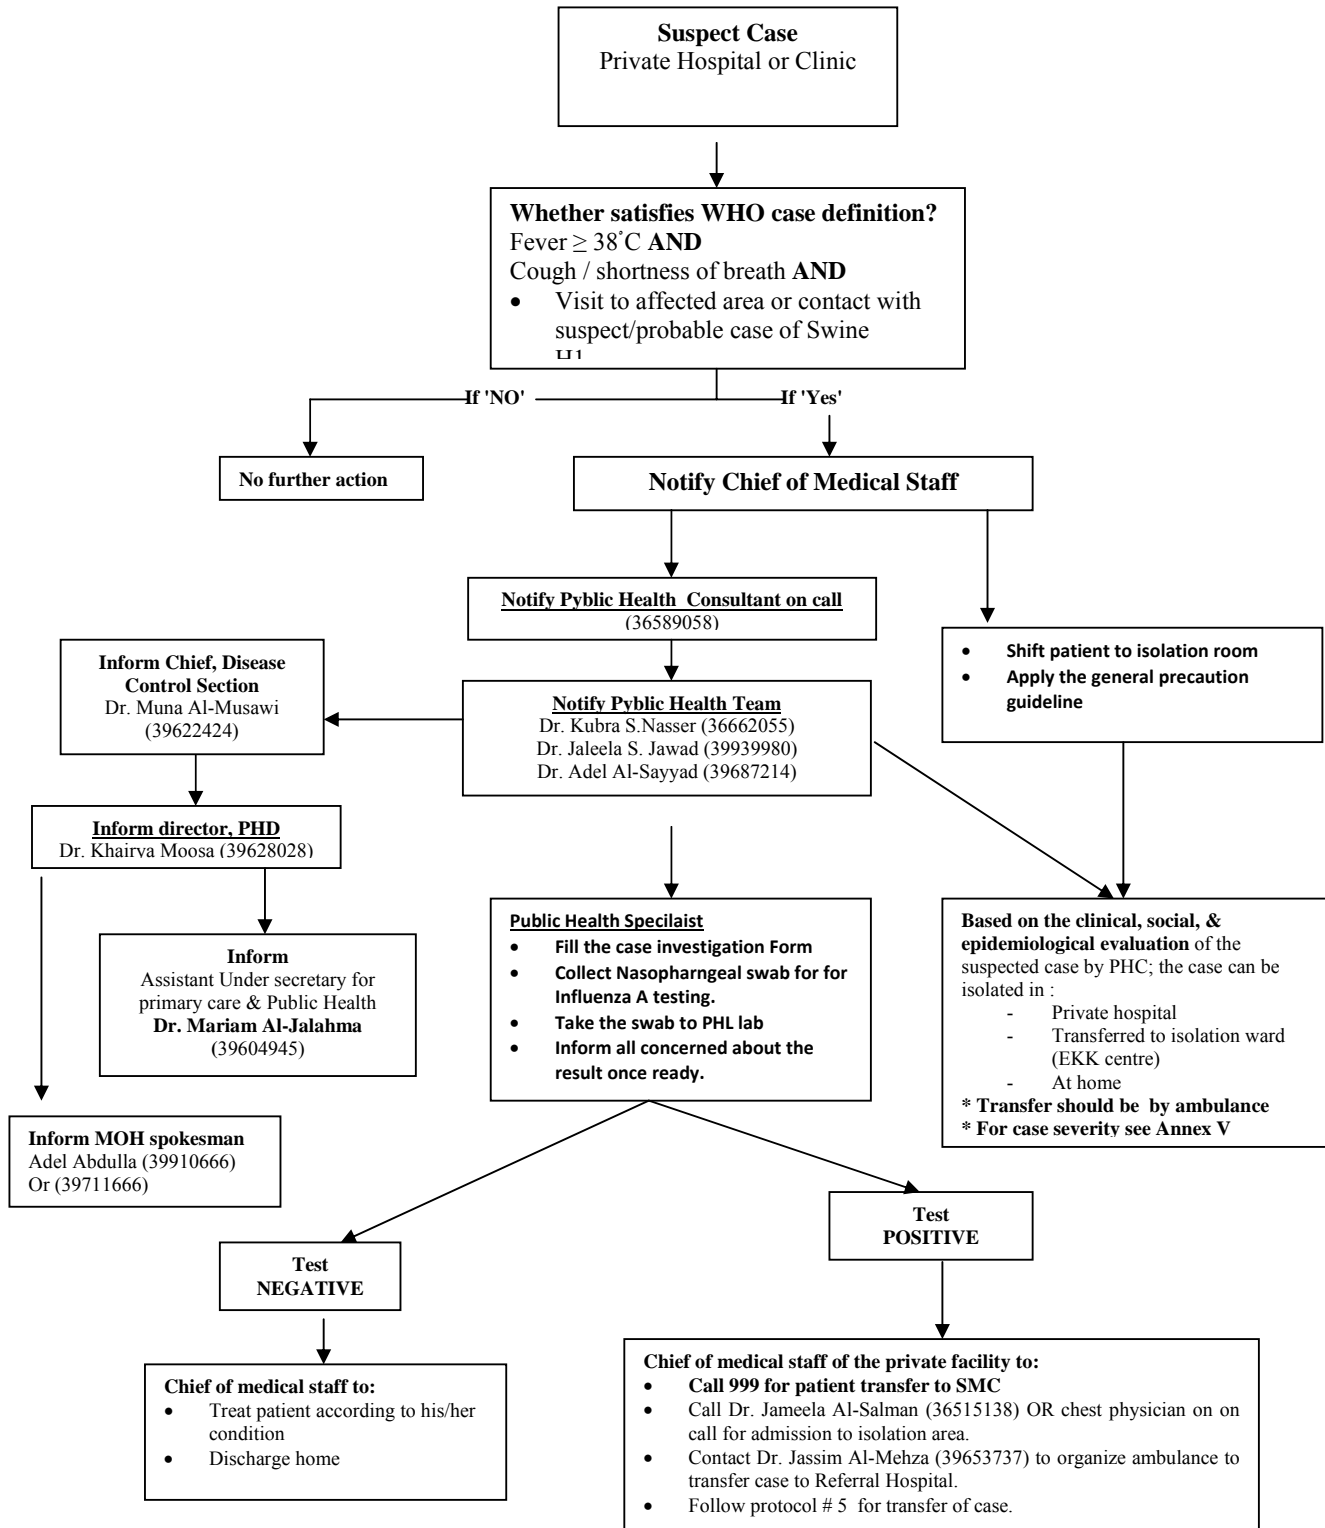 Suspect Case
Private Hospital or Clinic
Whether satisfies WHO case definition?
Fever ≥ 38°C AND
Cough / shortness of breath AND
• Visit to affected area or contact with
suspect/probable case of Swine
H1
If 'NO'
If 'Yes'
No further action
Notify Chief of Medical Staff
Notify Pyblic Health Consultant on call
(36589058)
• Shift patient to isolation room
• Apply the general precaution
guideline
Inform Chief, Disease
Control Section
Dr. Muna Al-Musawi
(39622424)
Notify Pyblic Health Team
Dr. Kubra S.Nasser (36662055)
Dr. Jaleela S. Jawad (39939980)
Dr. Adel Al-Sayyad (39687214)
Inform director, PHD
Dr. Khairya Moosa (39628028)
Inform
Assistant Under secretary for
primary care & Public Health
Dr. Mariam Al-Jalahma
(39604945)
Public Health Specilaist
• Fill the case investigation Form
• Collect Nasopharngeal swab for for
Influenza A testing.
• Take the swab to PHL lab
• Inform all concerned about the
result once ready.
Based on the clinical, social, &
epidemiological evaluation of the
suspected case by PHC; the case can be
isolated in :
- Private hospital
- Transferred to isolation ward
(EKK centre)
- At home
* Transfer should be by ambulance
* For case severity see Annex V
Inform MOH spokesman
Adel Abdulla (39910666)
Or (39711666)
Test
NEGATIVE
Test
POSITIVE
Chief of medical staff to:
• Treat patient according to his/her
condition
• Discharge home
Chief of medical staff of the private facility to:
• Call 999 for patient transfer to SMC
• Call Dr. Jameela Al-Salman (36515138) OR chest physician on on
call for admission to isolation area.
• Contact Dr. Jassim Al-Mehza (39653737) to organize ambulance to
transfer case to Referral Hospital.
• Follow protocol # 5 for transfer of case.